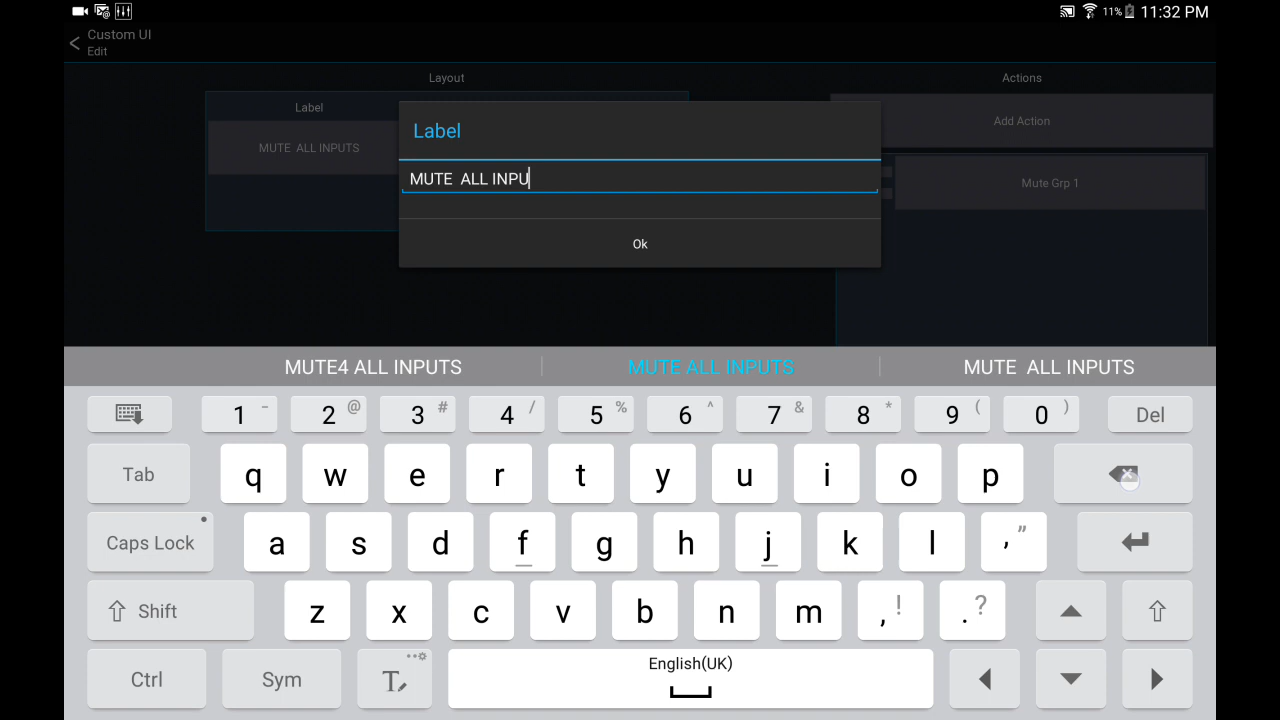 11% 11:32 PM
Custom UI
Edit
Layout
Actions
Label
Add Action
MUTE  ALL INPUTS
Mute Grp 1
Label
MUTE  ALL INPU
Ok
MUTE4 ALL INPUTS MUTE ALL INPUTS MUTE  ALL INPUTS
1 - 2 @ 3 # 4 / 5 % 6 ^ 7 & 8 * 9 ( 0 ) Del
Tab q w e r t y u i o p
Caps Lock a s d f g h j k l ' "
Shift z x c v b n m , ! . ?
Ctrl Sym T English(UK)